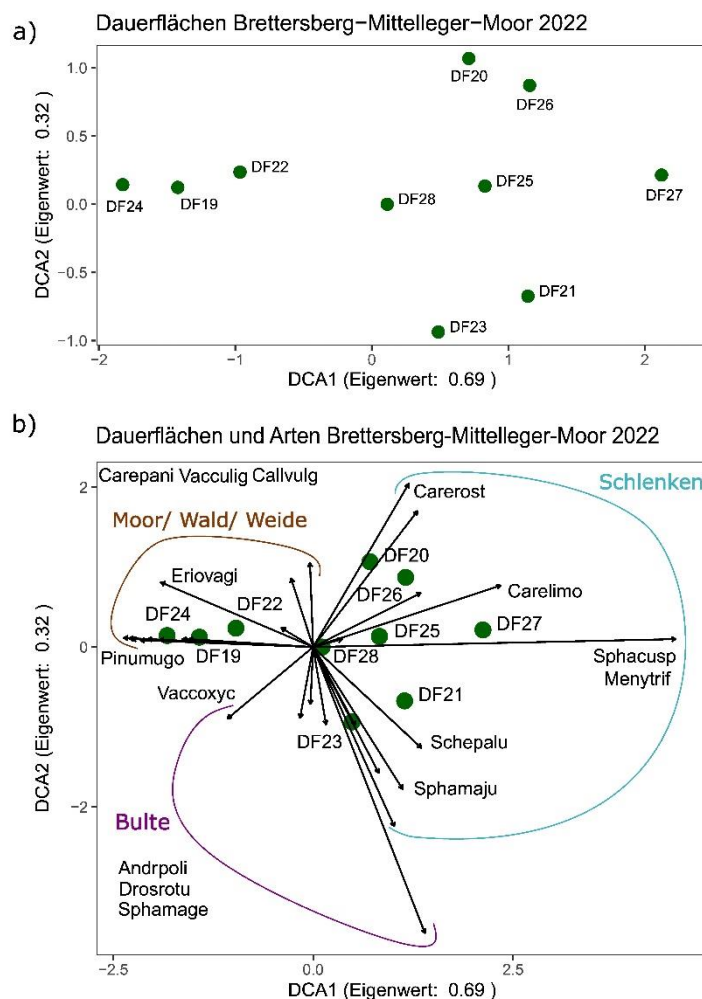 a)
Dauerflächen Brettersberg−Mittelleger−Moor 2022
DCA2 (Eigenwert: 0.32)
1.0
0.5
0.0
−0.5
−1.0
DF20
DF26
DF22
DF24
DF19
DF28
DF25
DF27
DF21
DF23
−2
−1
0
1
2
DCA1 (Eigenwert: 0.69 )
b)
Dauerflächen und Arten Brettersberg-Mittelleger-Moor 2022
DCA2 (Eigenwert: 0.32)
2
0
−2
Carepani Vacculig Callvulg
Schlenken
Carerost
Moor/ Wald/ Weide
DF20
Eriovagi
DF22
DF26
Carelimo
DF24
DF25
DF27
Pinumugo
DF19
DF28
Sphacusp
Menytrif
Vaccoxyc
DF21
DF23
Schepalu
Sphamaju
Bulte
Andrpoli
Drosrotu
Sphamage
−2.5
0.0
2.5
DCA1 (Eigenwert: 0.69 )